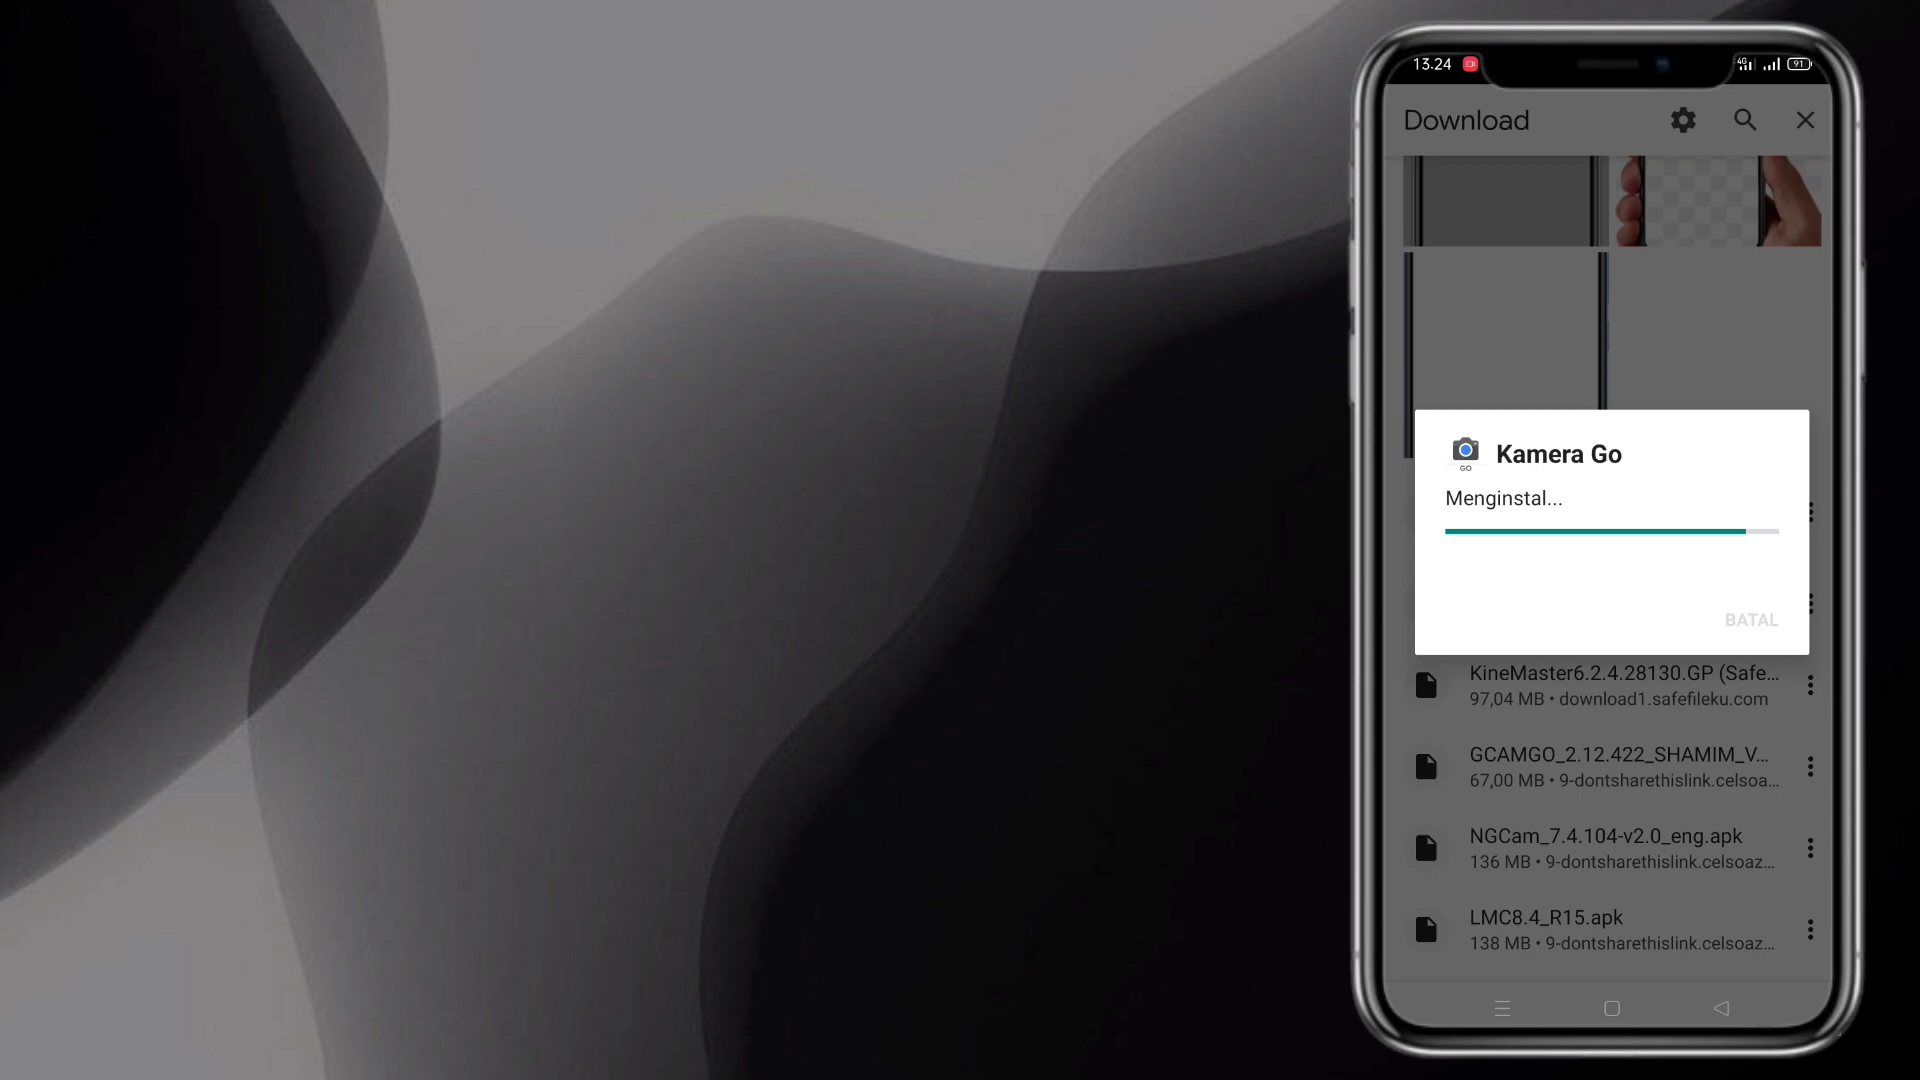 13.24
4G
91
Download
GO
Kamera Go
Menginstal...
BATAL
KineMaster6.2.4.28130.GP (Safe...
97,04 MB • download1.safefileku.com
GCAMGO_2.12.422_SHAMIM_V...
67,00 MB • 9-dontsharethislink.celsoa...
NGCam_7.4.104-v2.0_eng.apk
136 MB • 9-dontsharethislink.celsoaz...
LMC8.4_R15.apk
138 MB • 9-dontsharethislink.celsoaz...